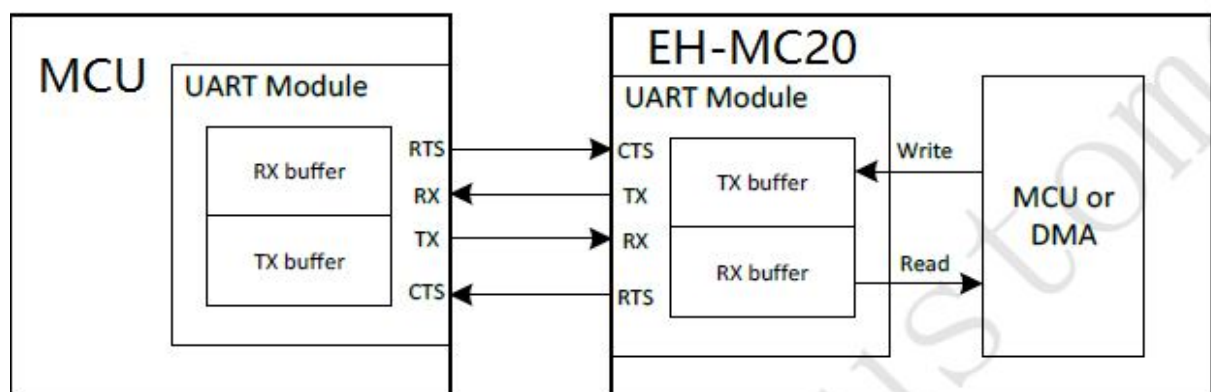 MCU
UART Module
RX buffer
TX buffer
RTS
RX
TX
CTS
EH-MC20
UART Module
CTS
TX
RX
RTS
TX buffer
RX buffer
Write
Read
MCU or
DMA